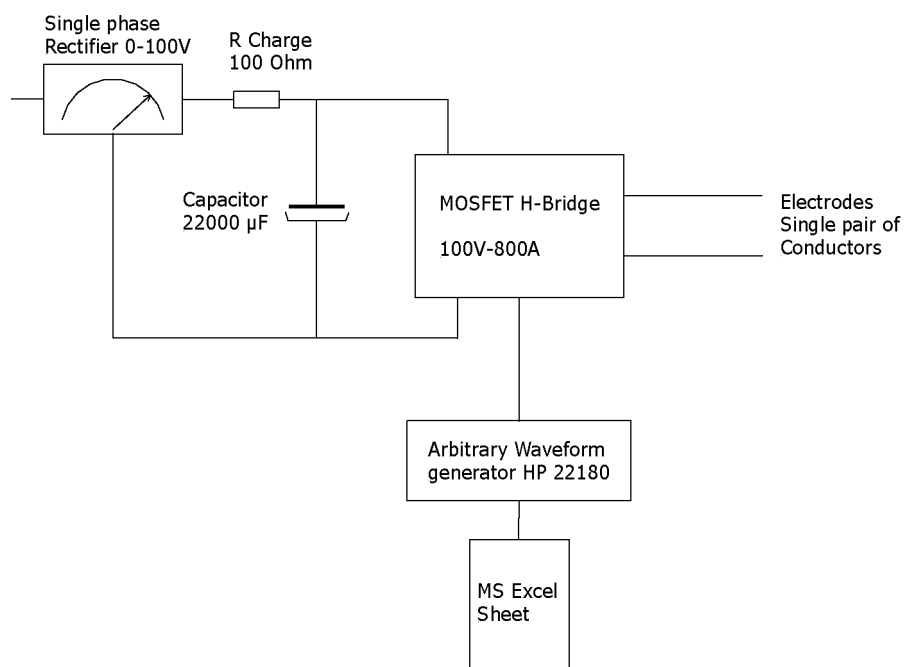 Single phase
Rectifier 0-100V
R Charge
100 Ohm
Capacitor
22000 µF
MOSFET H-Bridge
100V-800A
Electrodes
Single pair of
Conductors
Arbitrary Waveform
generator HP 22180
MS Excel
Sheet